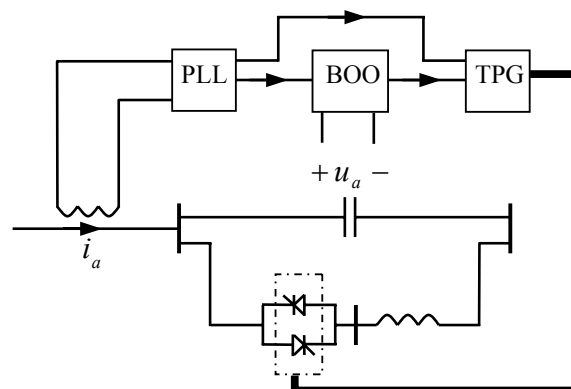 PLL
BOO
TPG
+ u_a −
i_a